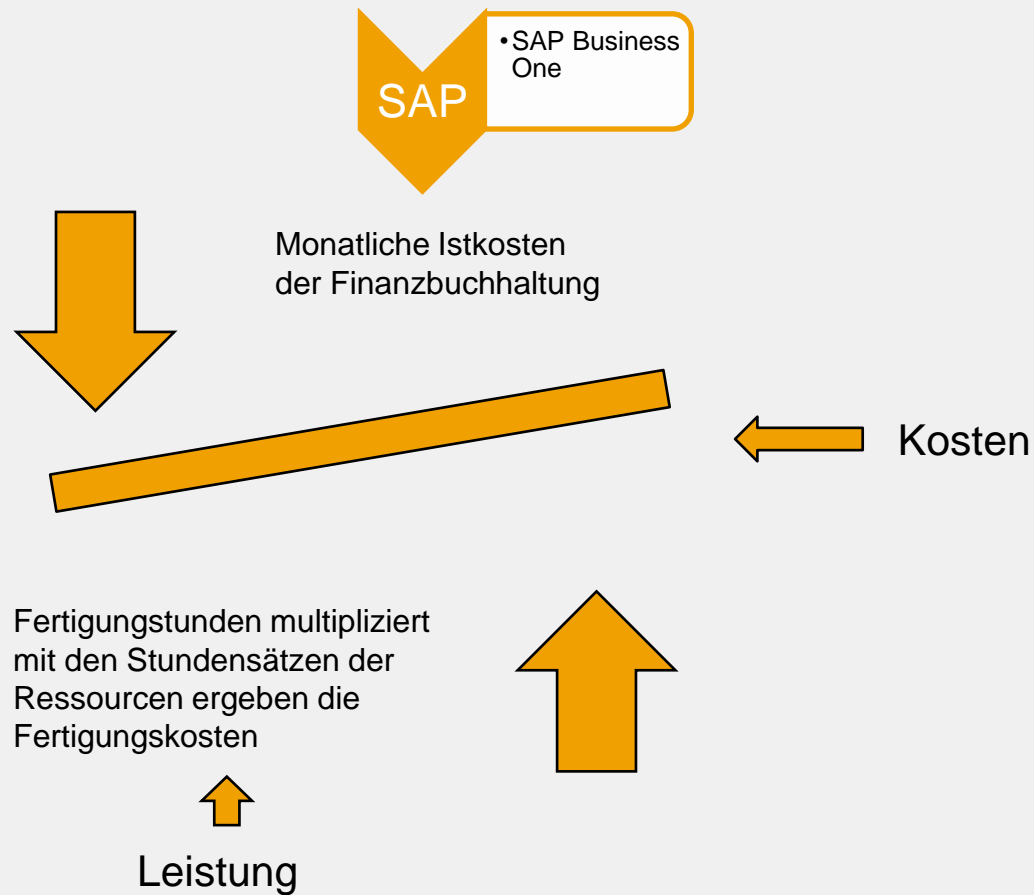 SAP
•SAP Business
One
Monatliche Istkosten
der Finanzbuchhaltung
Kosten
Fertigungstunden multipliziert
mit den Stundensätzen der
Ressourcen ergeben die
Fertigungskosten
Leistung